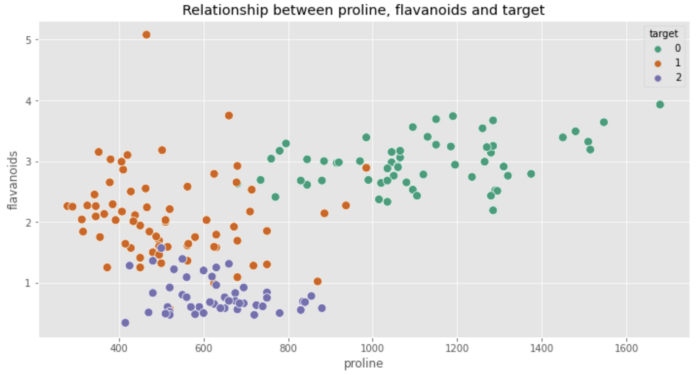 Relationship between proline, flavanoids and target
target
0
1
2
5
4
3
2
1
flavanoids
400 600 800 1000 1200 1400 1600
proline